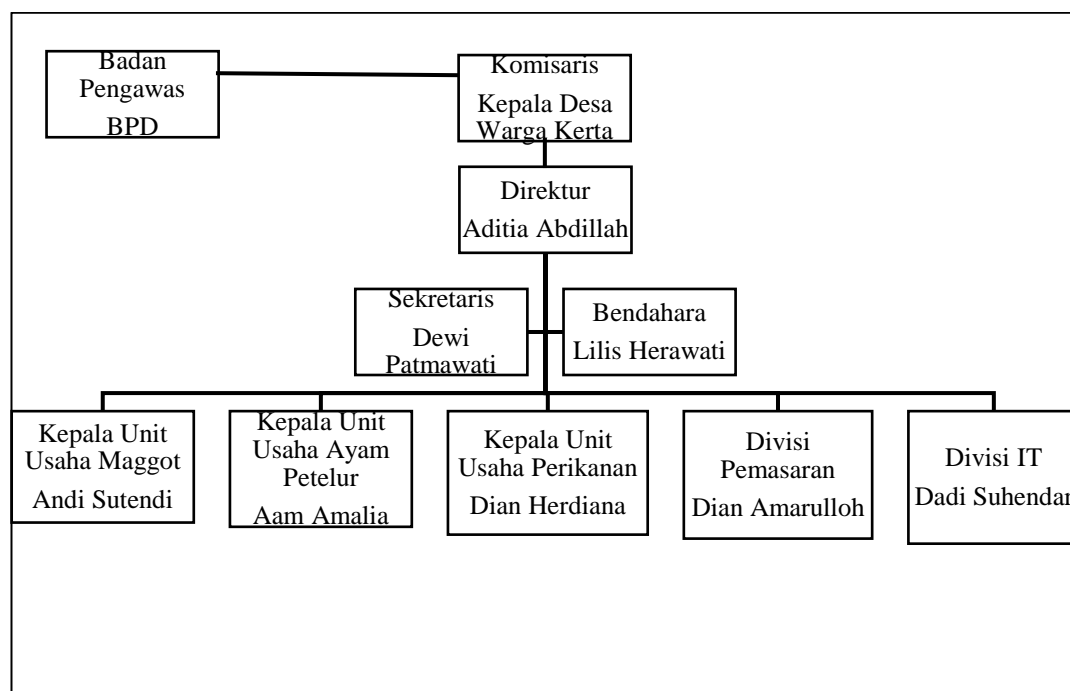 Badan
Pengawas
BPD
Komisaris
Kepala Desa
Warga Kerta
Direktur
Aditia Abdillah
Sekretaris
Dewi
Patmawati
Bendahara
Lilis Herawati
Kepala Unit
Usaha Maggot
Andi Sutendi
Kepala Unit
Usaha Ayam
Petelur
Aam Amalia
Kepala Unit
Usaha Perikanan
Dian Herdiana
Divisi
Pemasaran
Dian Amarulloh
Divisi IT
Dadi Suhendar